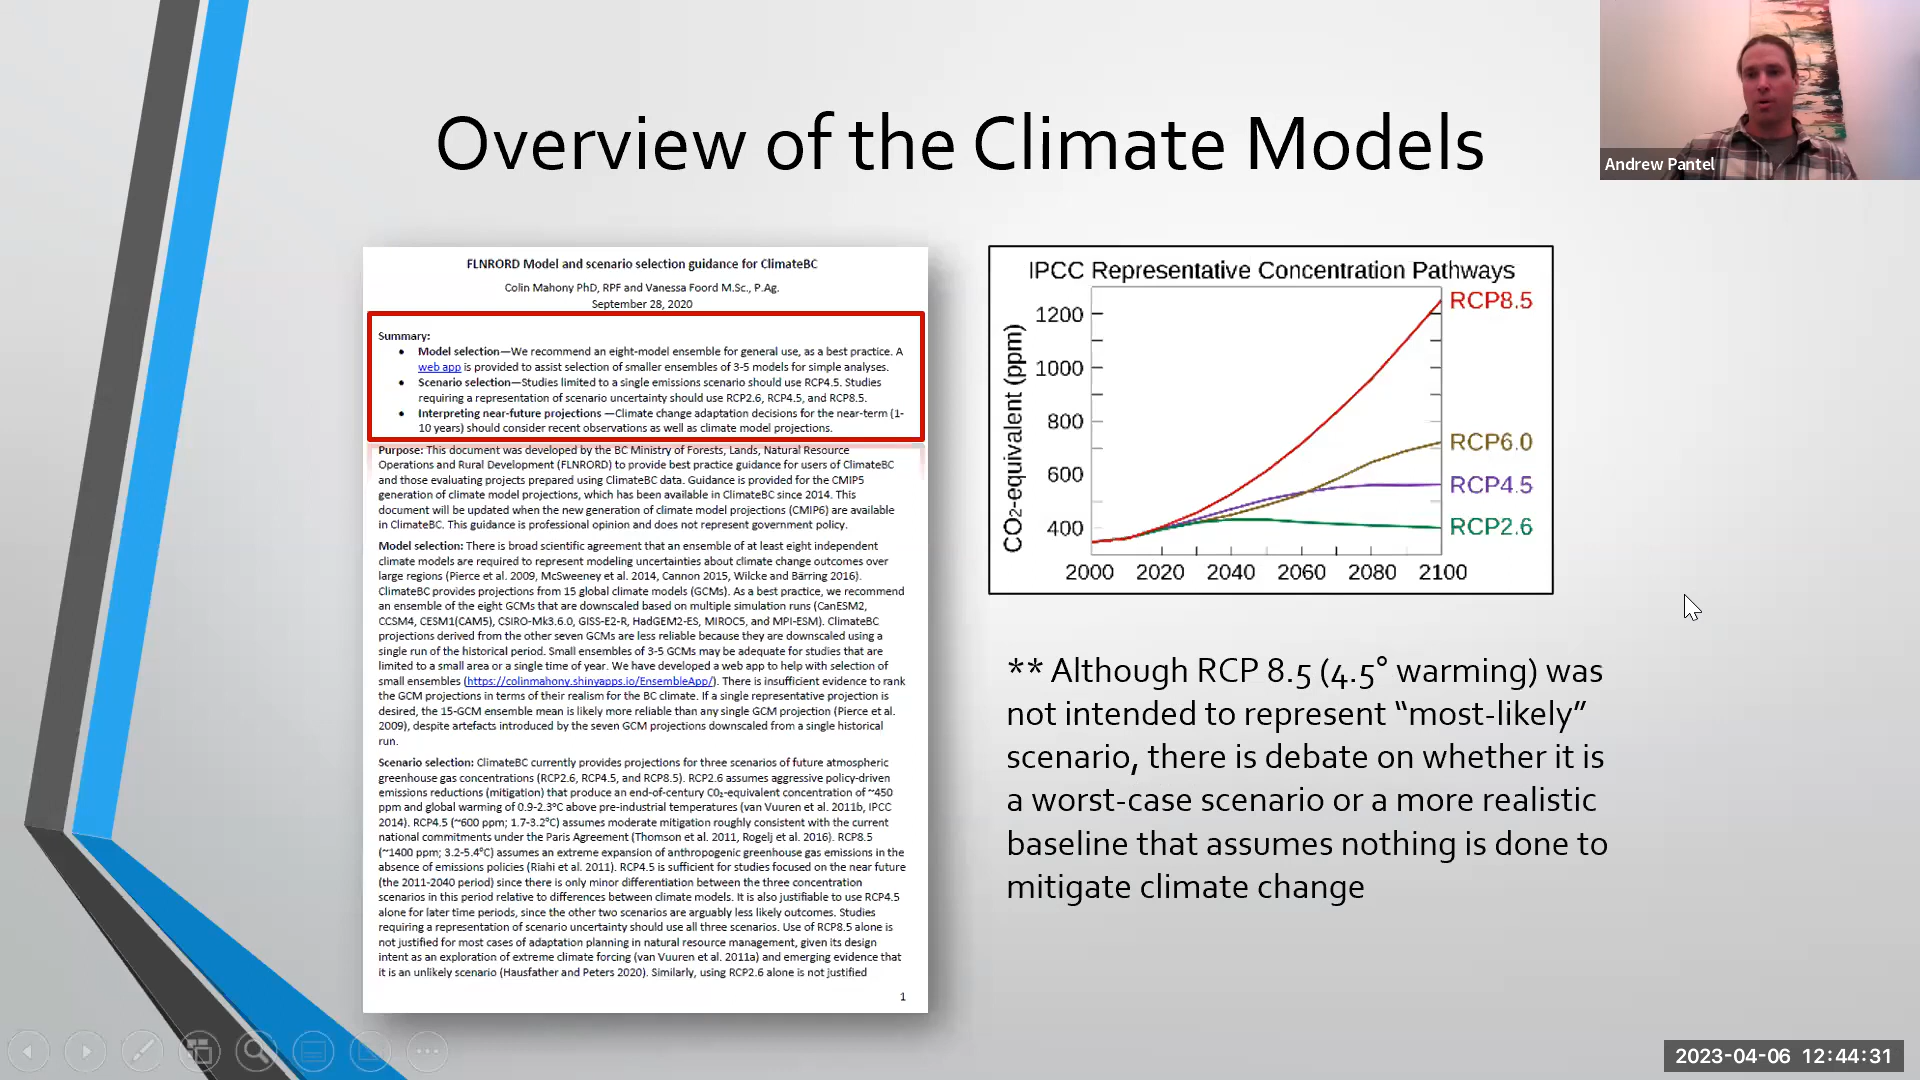 Overview of the Climate Models
Andrew Pantel
FLNRORD Model and scenario selection guidance for ClimateBC
Colin Mahony PhD, RPF and Vanessa Foord M.Sc., P.Ag.
September 28, 2020
Summary:
• Model selection—We recommend an eight-model ensemble for general use, as a best practice. A
web app is provided to assist selection of smaller ensembles of 3-5 models for simple analyses.
• Scenario selection—Studies limited to a single emissions scenario should use RCP4.5. Studies
requiring a representation of scenario uncertainty should use RCP2.6, RCP4.5, and RCP8.5.
• Interpreting near-future projections —Climate change adaptation decisions for the near-term (1-
10 years) should consider recent observations as well as climate model projections.
Purpose: This document was developed by the BC Ministry of Forests, Lands, Natural Resource
Operations and Rural Development (FLNRORD) to provide best practice guidance for users of ClimateBC
and those evaluating projects prepared using ClimateBC data. Guidance is provided for the CMIP5
generation of climate model projections, which has been available in ClimateBC since 2014. This
document will be updated when the new generation of climate model projections (CMIP6) are available
in ClimateBC. This guidance is professional opinion and does not represent government policy.
Model selection: There is broad scientific agreement that an ensemble of at least eight independent
climate models are required to represent modeling uncertainties about climate change outcomes over
large regions (Pierce et al. 2009, McSweeney et al. 2014, Cannon 2015, Wilcke and Bärring 2016).
ClimateBC provides projections from 15 global climate models (GCMs). As a best practice, we recommend
an ensemble of the eight GCMs that are downscaled based on multiple simulation runs (CanESM2,
CCSM4, CESM1(CAM5), CSIRO-Mk3.6.0, GISS-E2-R, HadGEM2-ES, MIROC5, and MPI-ESM). ClimateBC
projections derived from the other seven GCMs are less reliable because they are downscaled using a
single run of the historical period. Small ensembles of 3-5 GCMs may be adequate for studies that are
limited to a small area or a single time of year. We have developed a web app to help with selection of
small ensembles (https://colinmahony.shinyapps.io/EnsembleApp/). There is insufficient evidence to rank
the GCM projections in terms of their realism for the BC climate. If a single representative projection is
desired, the 15-GCM ensemble mean is likely more reliable than any single GCM projection (Pierce et al.
2009), despite artefacts introduced by the seven GCM projections downscaled from a single historical
run.
Scenario selection: ClimateBC currently provides projections for three scenarios of future atmospheric
greenhouse gas concentrations (RCP2.6, RCP4.5, and RCP8.5). RCP2.6 assumes aggressive policy-driven
emissions reductions (mitigation) that produce an end-of-century C0₂-equivalent concentration of ~450
ppm and global warming of 0.9-2.3°C above pre-industrial temperatures (van Vuuren et al. 2011b, IPCC
2014). RCP4.5 (~600 ppm; 1.7-3.2°C) assumes moderate mitigation roughly consistent with the current
national commitments under the Paris Agreement (Thomson et al. 2011, Rogelj et al. 2016). RCP8.5
(~1400 ppm; 3.2-5.4°C) assumes an extreme expansion of anthropogenic greenhouse gas emissions in the
absence of emissions policies (Riahi et al. 2011). RCP4.5 is sufficient for studies focused on the near future
(the 2011-2040 period) since there is only minor differentiation between the three concentration
scenarios in this period relative to differences between climate models. It is also justifiable to use RCP4.5
alone for later time periods, since the other two scenarios are arguably less likely outcomes. Studies
requiring a representation of scenario uncertainty should use all three scenarios. Use of RCP8.5 alone is
not justified for most cases of adaptation planning in natural resource management, given its design
intent as an exploration of extreme climate forcing (van Vuuren et al. 2011a) and emerging evidence that
it is an unlikely scenario (Hausfather and Peters 2020). Similarly, using RCP2.6 alone is not justified
1
IPCC Representative Concentration Pathways
CO₂-equivalent (ppm)
1200
1000
800
600
400
2000 2020 2040 2060 2080 2100
RCP8.5
RCP6.0
RCP4.5
RCP2.6
** Although RCP 8.5 (4.5° warming) was
not intended to represent “most-likely”
scenario, there is debate on whether it is
a worst-case scenario or a more realistic
baseline that assumes nothing is done to
mitigate climate change
2023-04-06 12:44:31